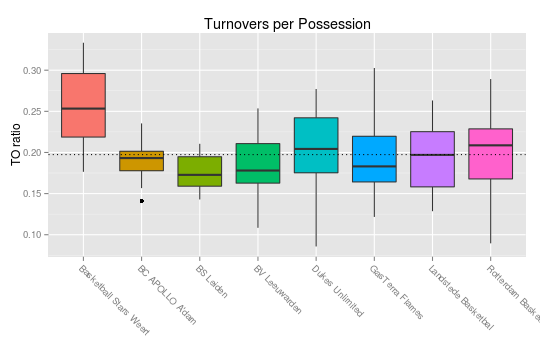 Turnovers per Possession
TO ratio
0.30
0.25
0.20
0.15
0.10
Basketball Stars Weert
BC APOLLO A'dam
BS Leiden
BV Leeuwarden
Dukes Unlimited
GasTerra Flames
Landstede Basketbal
Rotterdam Baske